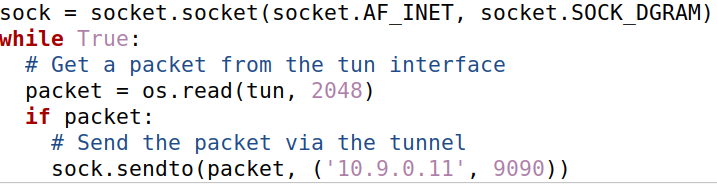 sock = socket.socket(socket.AF_INET, socket.SOCK_DGRAM)
while True:
  # Get a packet from the tun interface
  packet = os.read(tun, 2048)
  if packet:
    # Send the packet via the tunnel
    sock.sendto(packet, ('10.9.0.11', 9090))